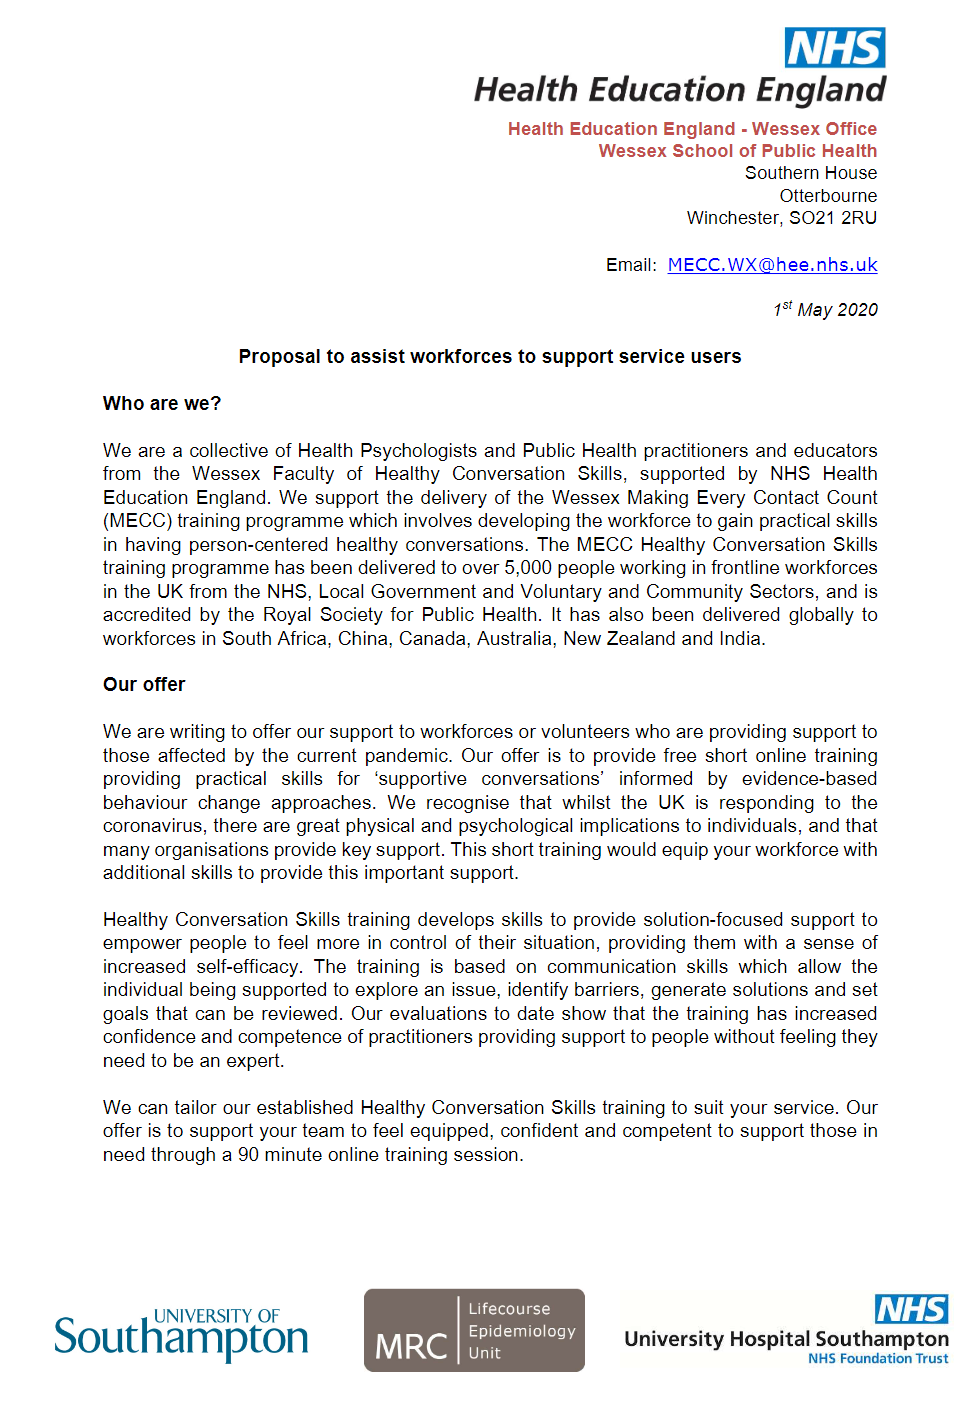 NHS
Health Education England
Health Education England - Wessex Office
Wessex School of Public Health
Southern House
Otterbourne
Winchester, SO21 2RU
Email: MECC.WX@hee.nhs.uk
1st May 2020
Proposal to assist workforces to support service users
Who are we?
We are a collective of Health Psychologists and Public Health practitioners and educators
from the Wessex Faculty of Healthy Conversation Skills, supported by NHS Health
Education England. We support the delivery of the Wessex Making Every Contact Count
(MECC) training programme which involves developing the workforce to gain practical skills
in having person-centered healthy conversations. The MECC Healthy Conversation Skills
training programme has been delivered to over 5,000 people working in frontline workforces
in the UK from the NHS, Local Government and Voluntary and Community Sectors, and is
accredited by the Royal Society for Public Health. It has also been delivered globally to
workforces in South Africa, China, Canada, Australia, New Zealand and India.
Our offer
We are writing to offer our support to workforces or volunteers who are providing support to
those affected by the current pandemic. Our offer is to provide free short online training
providing practical skills for ‘supportive conversations’ informed by evidence-based
behaviour change approaches. We recognise that whilst the UK is responding to the
coronavirus, there are great physical and psychological implications to individuals, and that
many organisations provide key support. This short training would equip your workforce with
additional skills to provide this important support.
Healthy Conversation Skills training develops skills to provide solution-focused support to
empower people to feel more in control of their situation, providing them with a sense of
increased self-efficacy. The training is based on communication skills which allow the
individual being supported to explore an issue, identify barriers, generate solutions and set
goals that can be reviewed. Our evaluations to date show that the training has increased
confidence and competence of practitioners providing support to people without feeling they
need to be an expert.
We can tailor our established Healthy Conversation Skills training to suit your service. Our
offer is to support your team to feel equipped, confident and competent to support those in
need through a 90 minute online training session.
UNIVERSITY OF
Southampton
MRC
Lifecourse
Epidemiology
Unit
NHS
University Hospital Southampton
NHS Foundation Trust